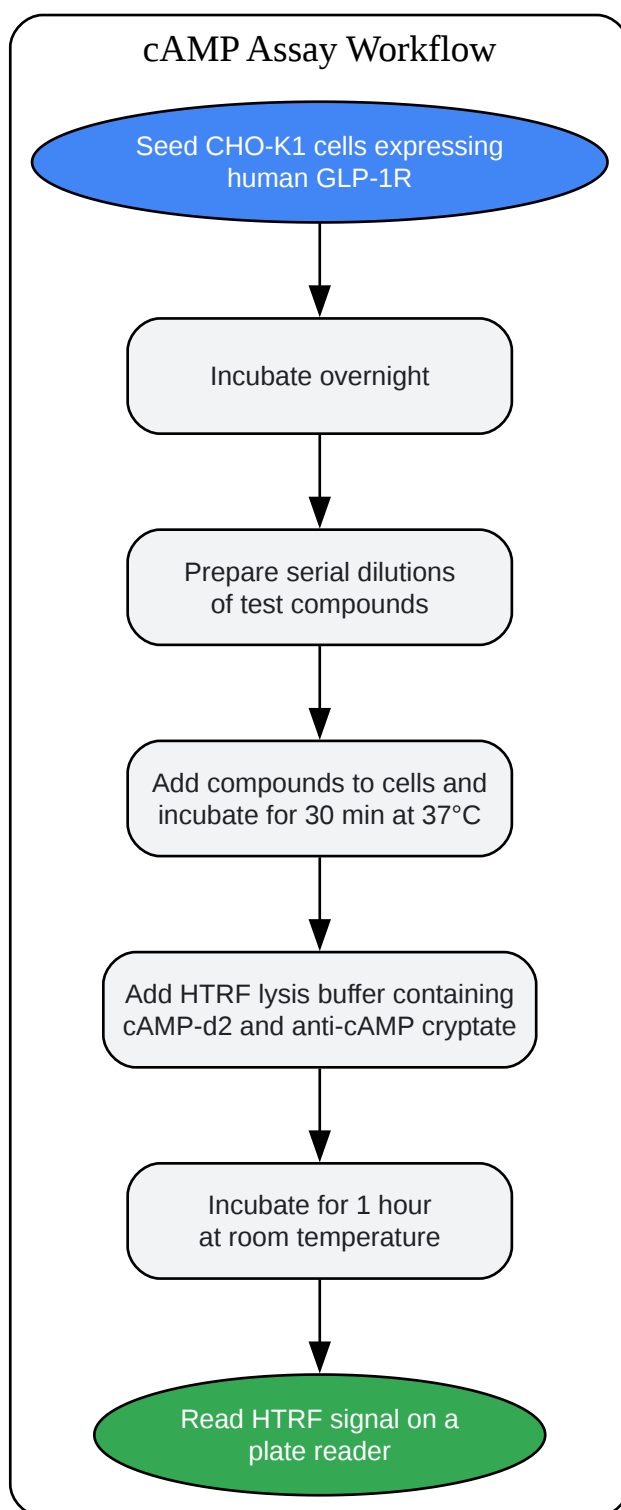 cAMP Assay Workflow
Seed CHO-K1 cells expressing
human GLP-1R
Incubate overnight
Prepare serial dilutions
of test compounds
Add compounds to cells and
incubate for 30 min at 37°C
Add HTRF lysis buffer containing
cAMP-d2 and anti-cAMP cryptate
Incubate for 1 hour
at room temperature
Read HTRF signal on a
plate reader